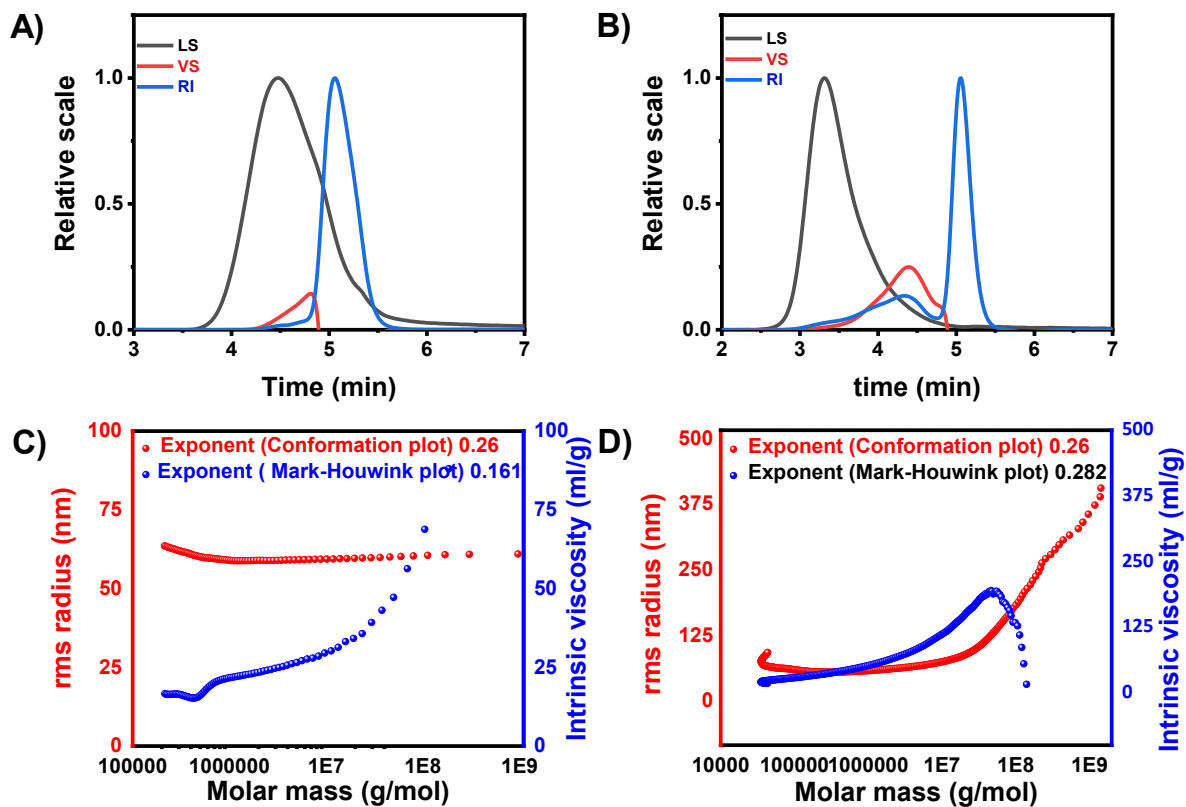 A)
LS
VS
RI
1.0
0.5
0.0
Relative scale
3 4 5 6 7
Time (min)
B)
LS
VS
RI
1.0
0.5
0.0
Relative scale
2 3 4 5 6 7
time (min)
C)
Exponent (Conformation plot) 0.26
Exponent ( Mark-Houwink plot) 0.161
100
75
50
25
0
rms radius (nm)
100
75
50
25
0
Intrinsic viscosity (ml/g)
100000 1000000 1E7 1E8 1E9
Molar mass (g/mol)
D)
Exponent (Conformation plot) 0.26
Exponent (Mark-Houwink plot) 0.282
500
375
250
125
0
rms radius (nm)
500
375
250
125
0
Intrinsic viscosity (ml/g)
10000 100000 1000000 1E7 1E8 1E9
Molar mass (g/mol)